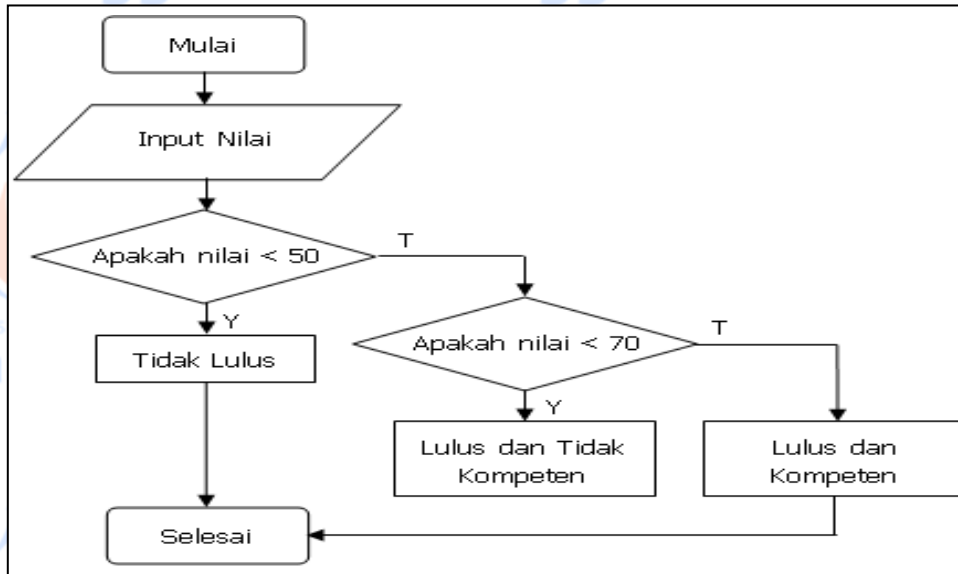 Mulai
Input Nilai
Apakah nilai < 50
T
Y
Tidak Lulus
Apakah nilai < 70
T
Y
Lulus dan Tidak
Kompeten
Lulus dan
Kompeten
Selesai